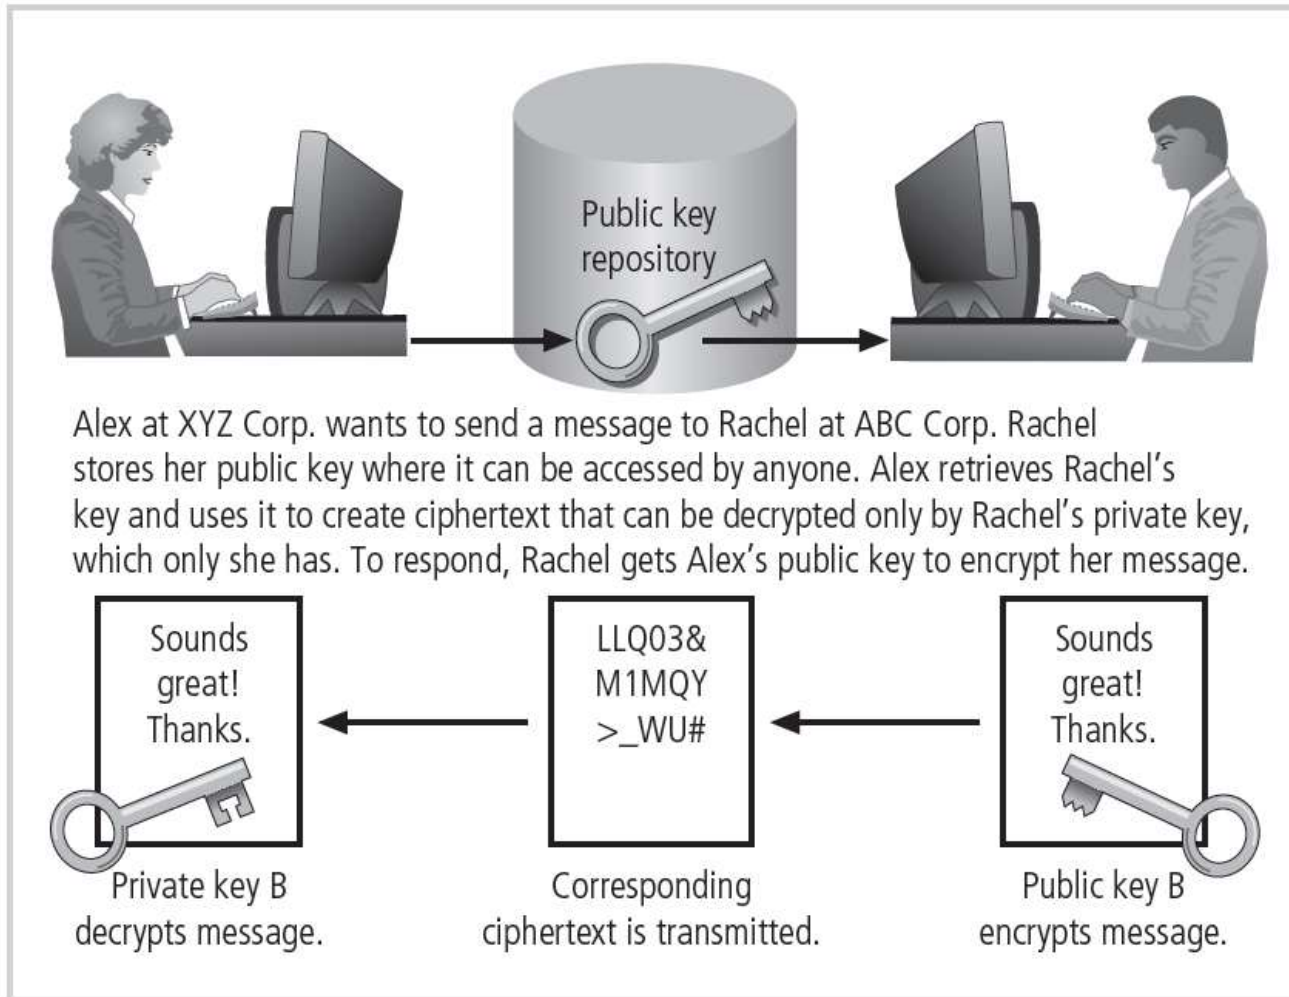 Public key
repository
Alex at XYZ Corp. wants to send a message to Rachel at ABC Corp. Rachel
stores her public key where it can be accessed by anyone. Alex retrieves Rachel’s
key and uses it to create ciphertext that can be decrypted only by Rachel’s private key,
which only she has. To respond, Rachel gets Alex’s public key to encrypt her message.
Sounds
great!
Thanks.
Private key B
decrypts message.
LLQ03&
M1MQY
>_WU#
Corresponding
ciphertext is transmitted.
Sounds
great!
Thanks.
Public key B
encrypts message.